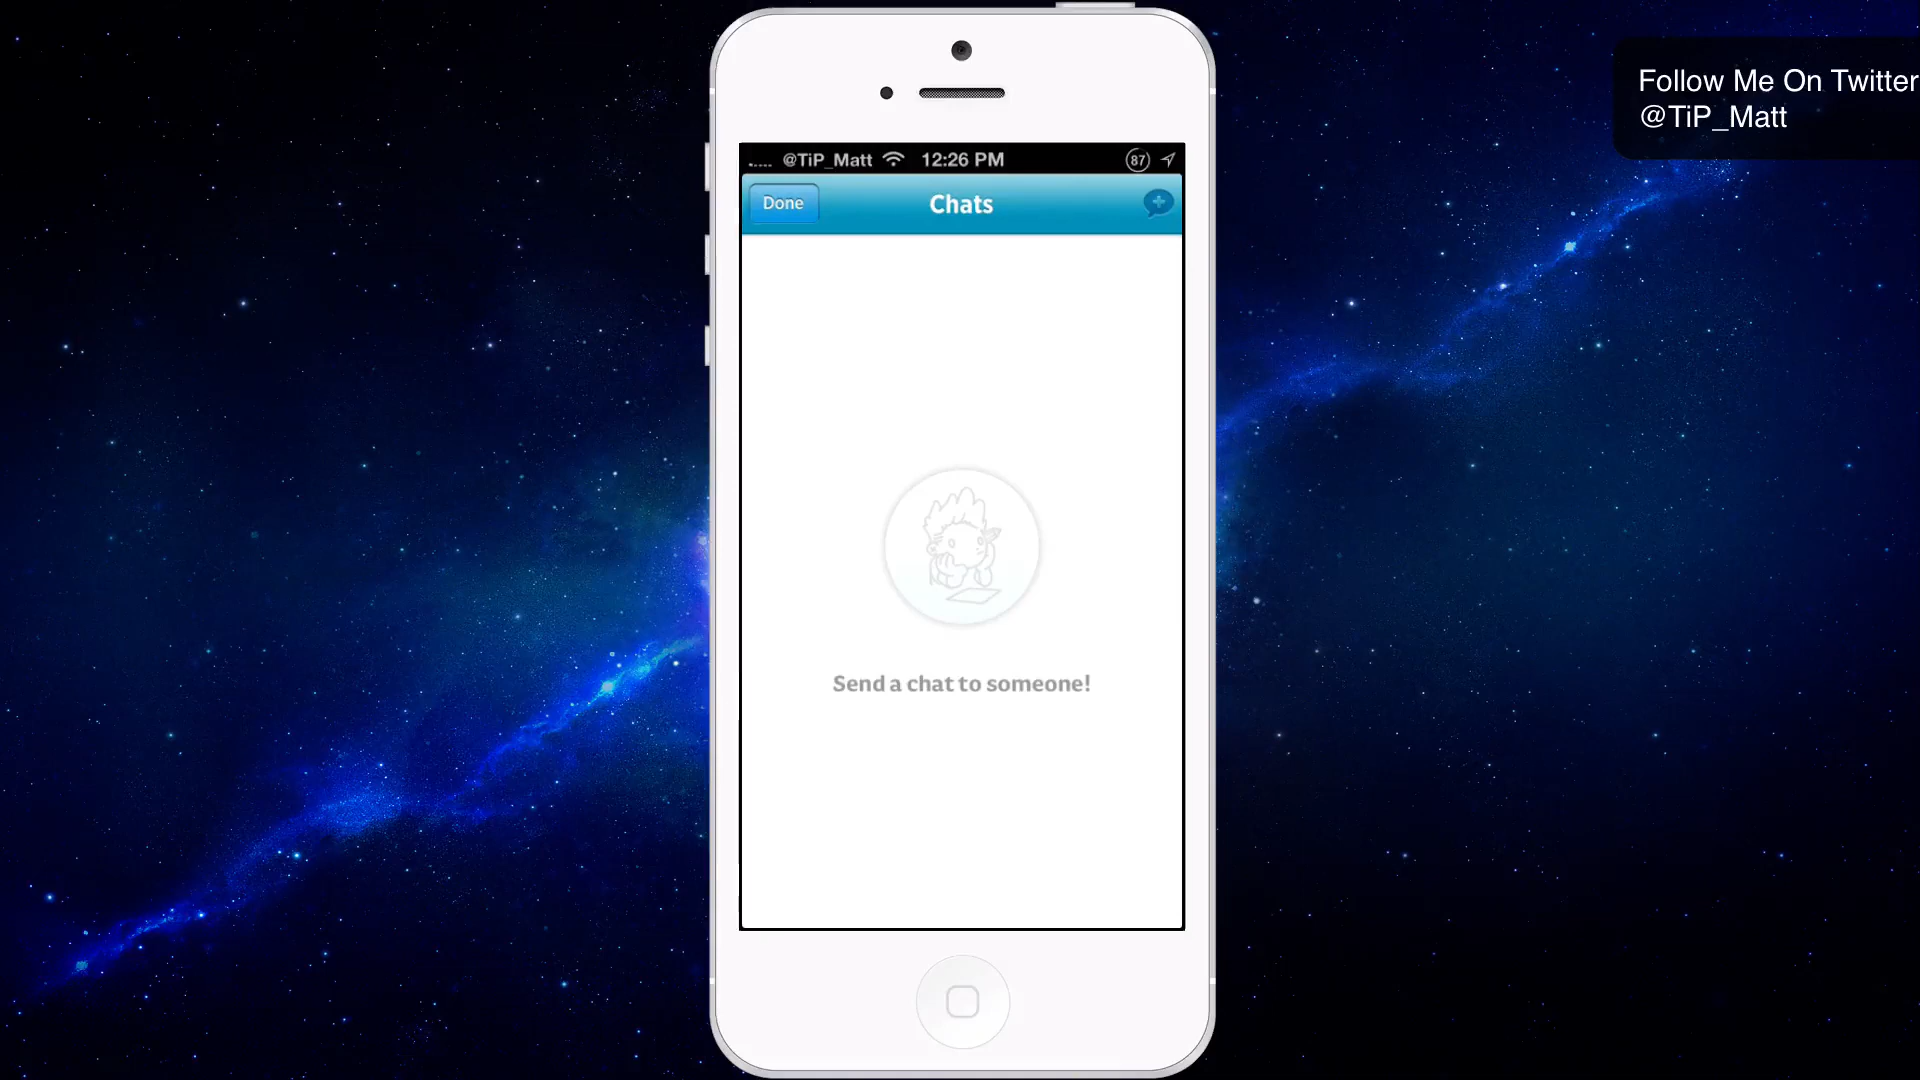 Follow Me On Twitter
@TiP_Matt
@TiP_Matt 12:26 PM 87
Done Chats
Send a chat to someone!